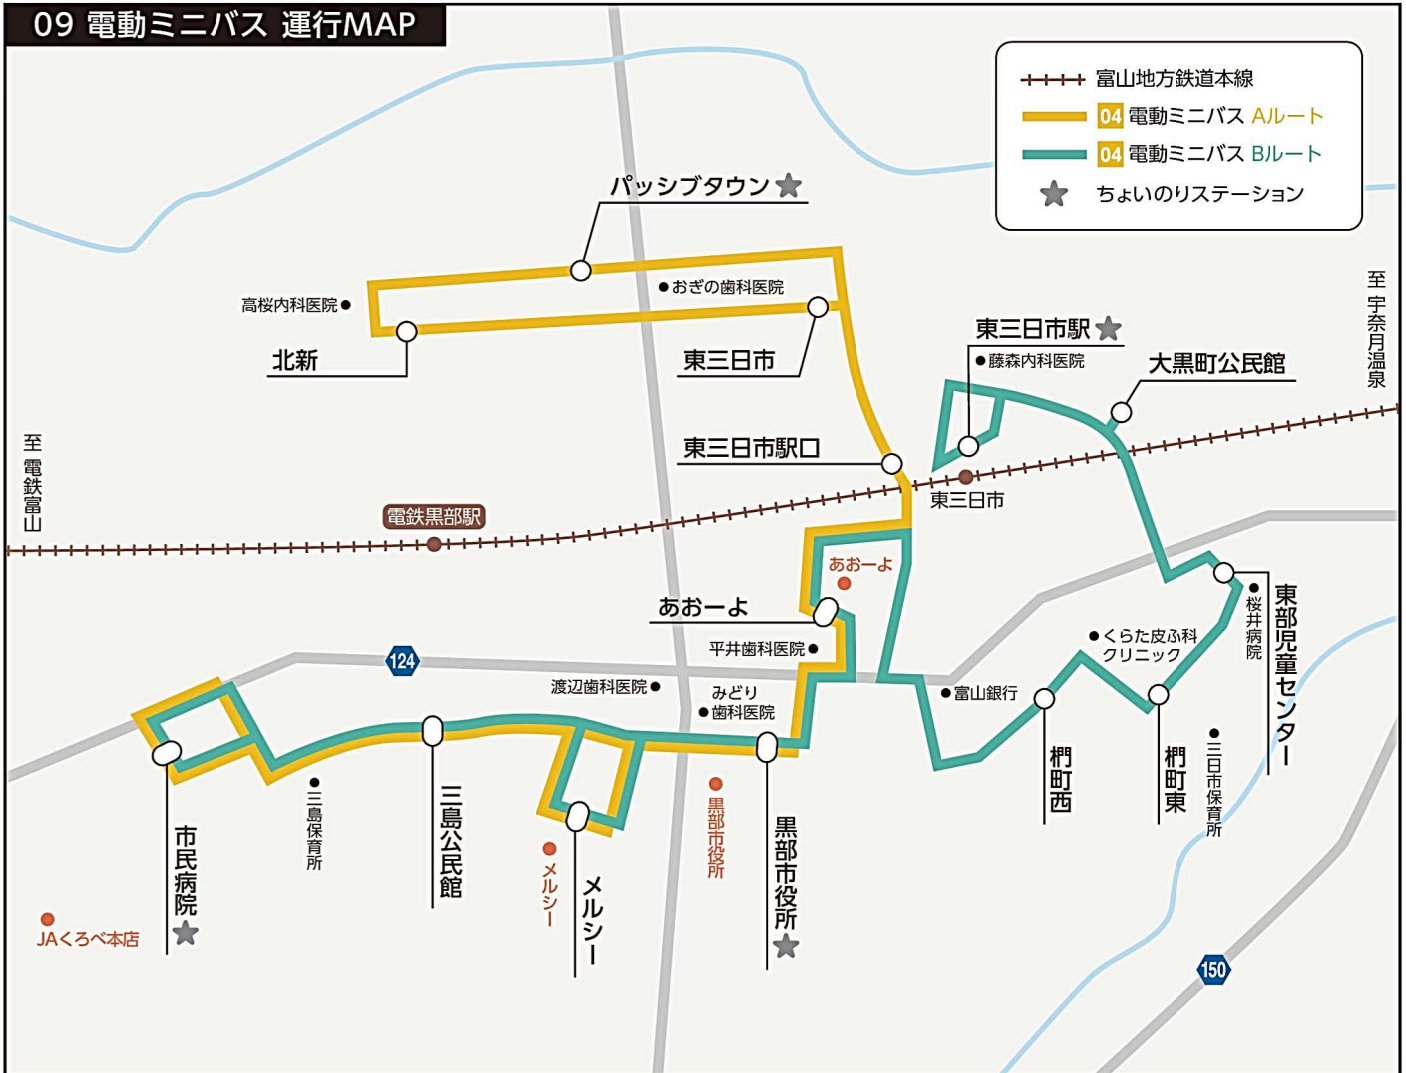 09 電動ミニバス 運行MAP
富山地方鉄道本線
04 電動ミニバス Aルート
04 電動ミニバス Bルート
ちょいのりステーション
パッシブタウン
高桜内科医院
おぎの歯科医院
北新
東三日市
東三日市駅
藤森内科医院
大黒町公民館
至 宇奈月温泉
至 電鉄富山
東三日市駅口
東三日市
電鉄黒部駅
あおーよ
あおーよ
平井歯科医院
124
渡辺歯科医院
みどり
歯科医院
富山銀行
くらた皮ふ科
クリニック
桜井病院
東部児童センター
椚町西
椚町東
三日市保育所
三島保育所
三島公民館
市民病院
メルシー
メルシー
黒部市役所
黒部市役所
JAくろべ本店
150